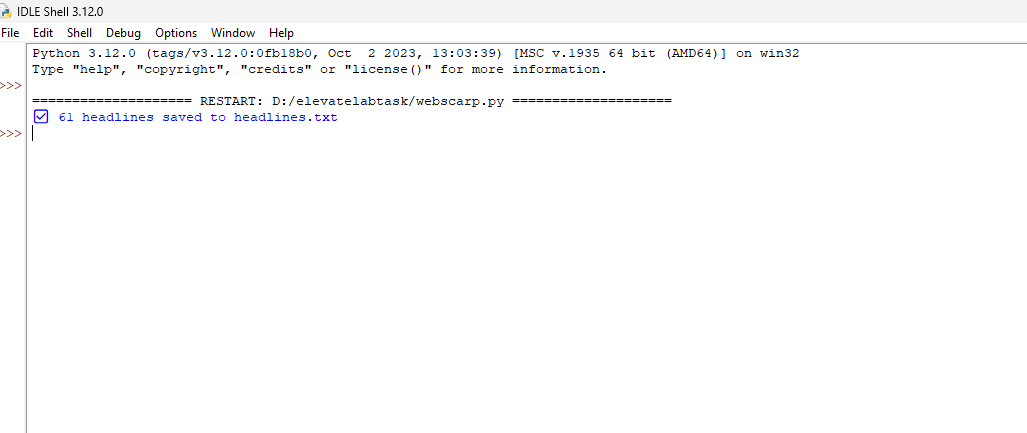 IDLE Shell 3.12.0
File Edit Shell Debug Options Window Help
Python 3.12.0 (tags/v3.12.0:0fb18b0, Oct  2 2023, 13:03:39) [MSC v.1935 64 bit (AMD64)] on win32
Type "help", "copyright", "credits" or "license()" for more information.
>>>
==================== RESTART: D:/elevatelabtask/webscarp.py ====================
☑ 61 headlines saved to headlines.txt
>>>